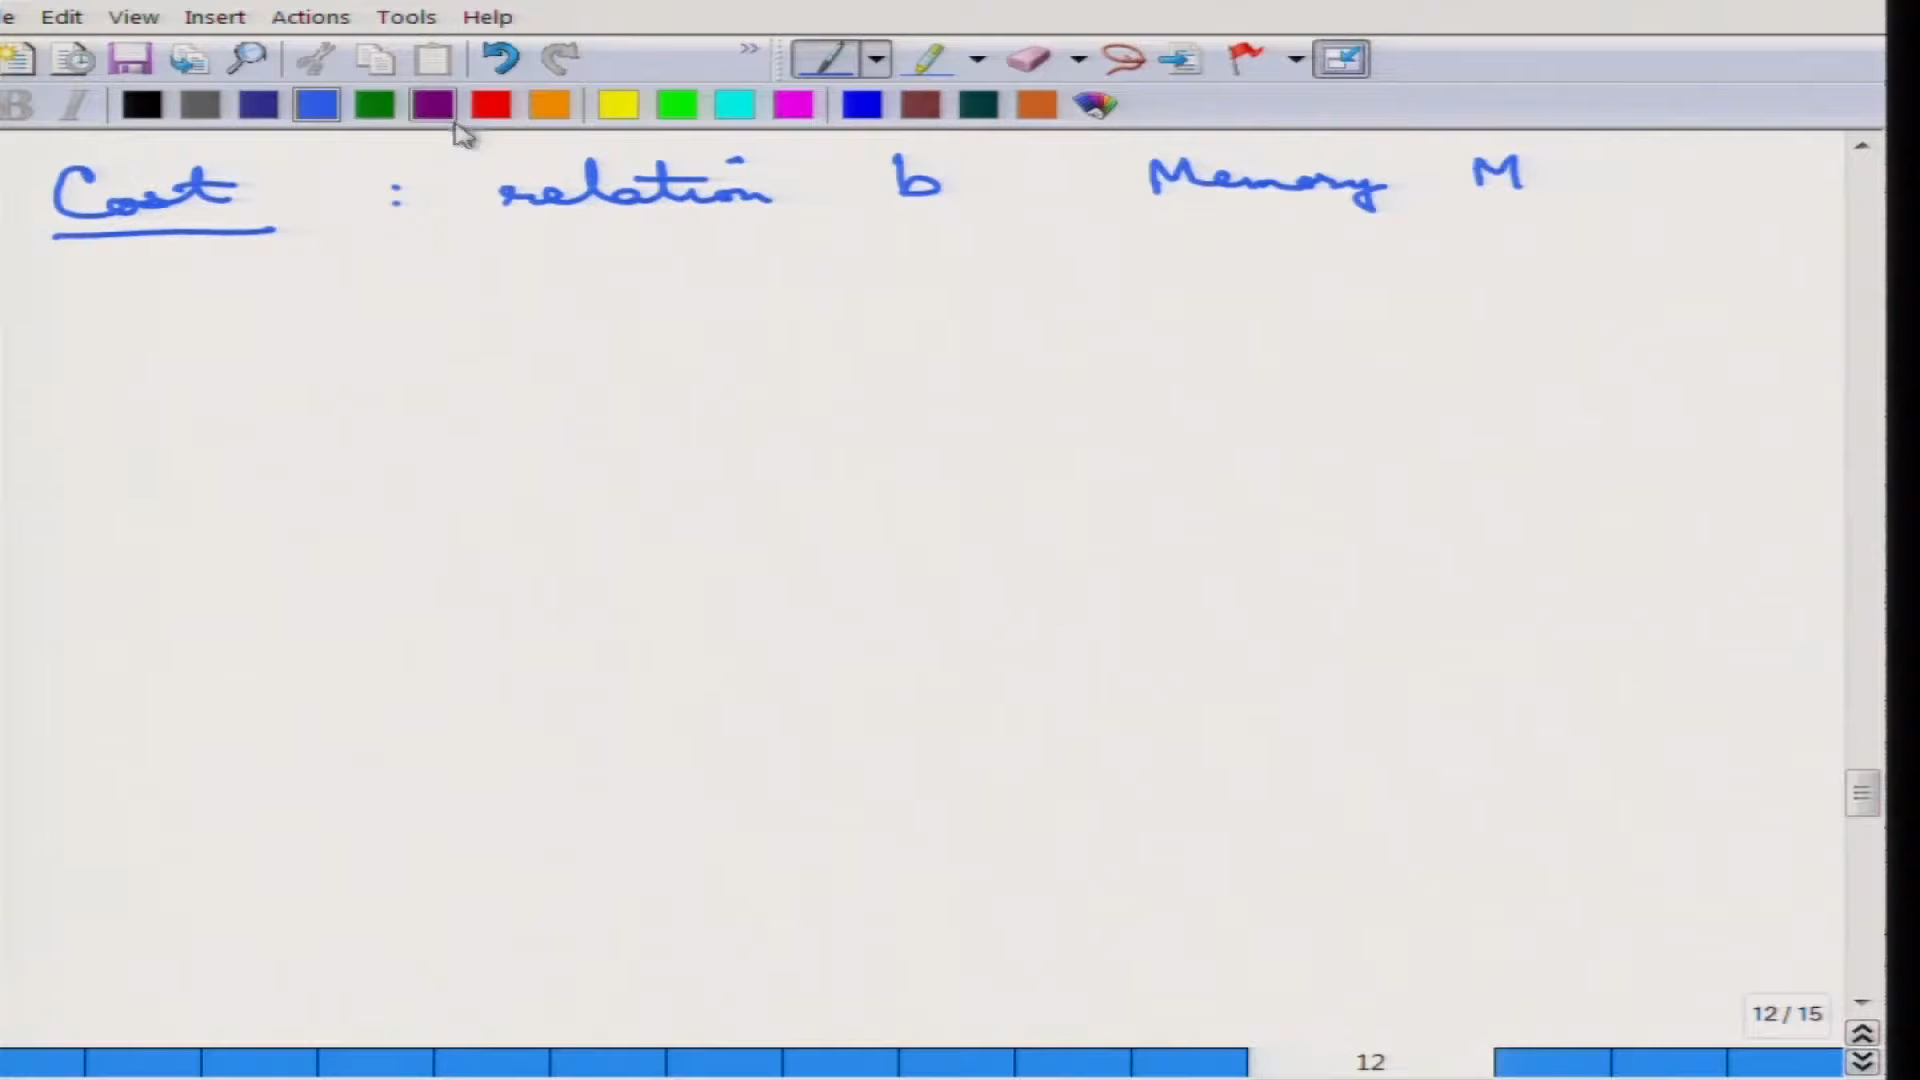 e Edit View Insert Actions Tools Help
B I
Cost : relation b Memory M
12 / 15
12